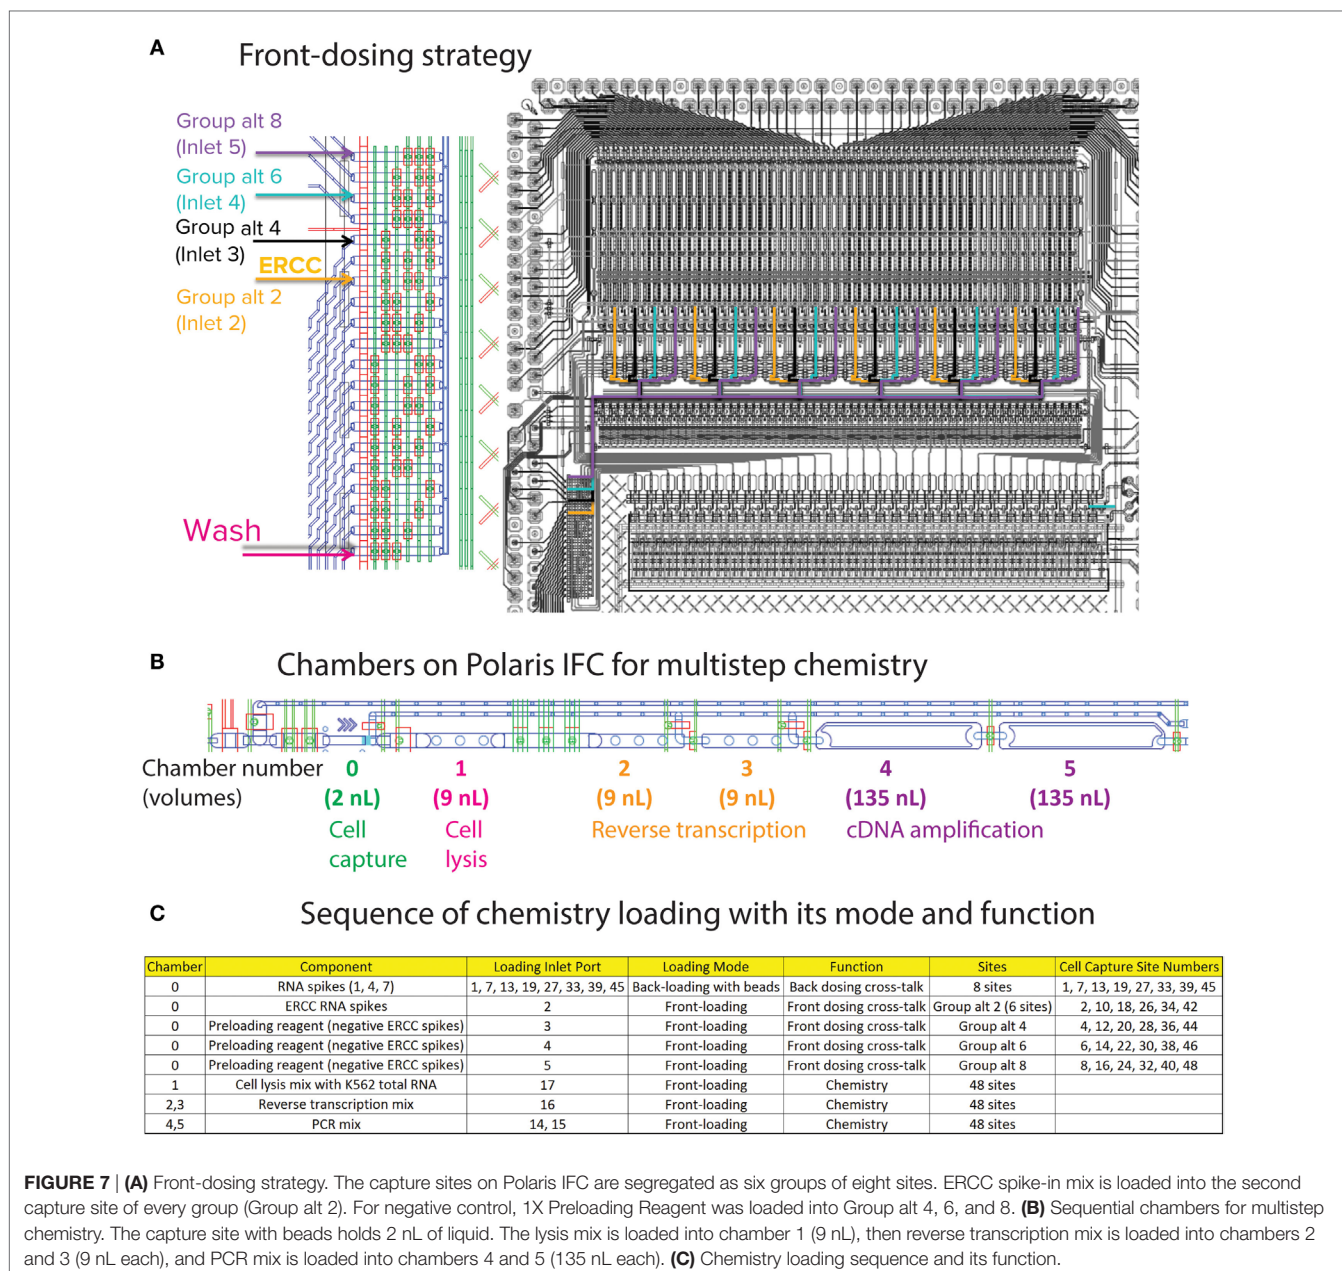 A
Front-dosing strategy
Group alt 8
(Inlet 5)
Group alt 6
(Inlet 4)
Group alt 4
(Inlet 3)
ERCC
Group alt 2
(Inlet 2)
Wash
B
Chambers on Polaris IFC for multistep chemistry
Chamber number 0 1 2 3 4 5
(volumes) (2 nL) (9 nL) (9 nL) (9 nL) (135 nL) (135 nL)
Cell Cell Reverse transcription cDNA amplification
capture lysis
C
Sequence of chemistry loading with its mode and function
Chamber Component Loading Inlet Port Loading Mode Function Sites Cell Capture Site Numbers
0 RNA spikes (1, 4, 7) 1, 7, 13, 19, 27, 33, 39, 45 Back-loading with beads Back dosing cross-talk 8 sites 1, 7, 13, 19, 27, 33, 39, 45
0 ERCC RNA spikes 2 Front-loading Front dosing cross-talk Group alt 2 (6 sites) 2, 10, 18, 26, 34, 42
0 Preloading reagent (negative ERCC spikes) 3 Front-loading Front dosing cross-talk Group alt 4 4, 12, 20, 28, 36, 44
0 Preloading reagent (negative ERCC spikes) 4 Front-loading Front dosing cross-talk Group alt 6 6, 14, 22, 30, 38, 46
0 Preloading reagent (negative ERCC spikes) 5 Front-loading Front dosing cross-talk Group alt 8 8, 16, 24, 32, 40, 48
1 Cell lysis mix with K562 total RNA 17 Front-loading Chemistry 48 sites
2,3 Reverse transcription mix 16 Front-loading Chemistry 48 sites
4,5 PCR mix 14, 15 Front-loading Chemistry 48 sites
FIGURE 7 | (A) Front-dosing strategy. The capture sites on Polaris IFC are segregated as six groups of eight sites. ERCC spike-in mix is loaded into the second
capture site of every group (Group alt 2). For negative control, 1X Preloading Reagent was loaded into Group alt 4, 6, and 8. (B) Sequential chambers for multistep
chemistry. The capture site with beads holds 2 nL of liquid. The lysis mix is loaded into chamber 1 (9 nL), then reverse transcription mix is loaded into chambers 2
and 3 (9 nL each), and PCR mix is loaded into chambers 4 and 5 (135 nL each). (C) Chemistry loading sequence and its function.